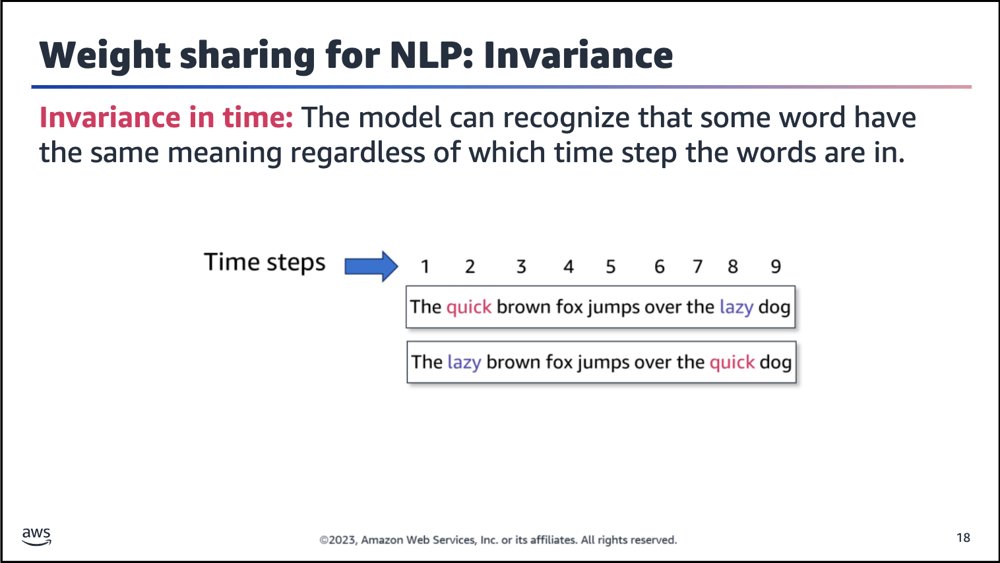 Weight sharing for NLP: Invariance
Invariance in time: The model can recognize that some word have
the same meaning regardless of which time step the words are in.
Time steps 1 2 3 4 5 6 7 8 9
The quick brown fox jumps over the lazy dog
The lazy brown fox jumps over the quick dog
aws
©2023, Amazon Web Services, Inc. or its affiliates. All rights reserved.
18